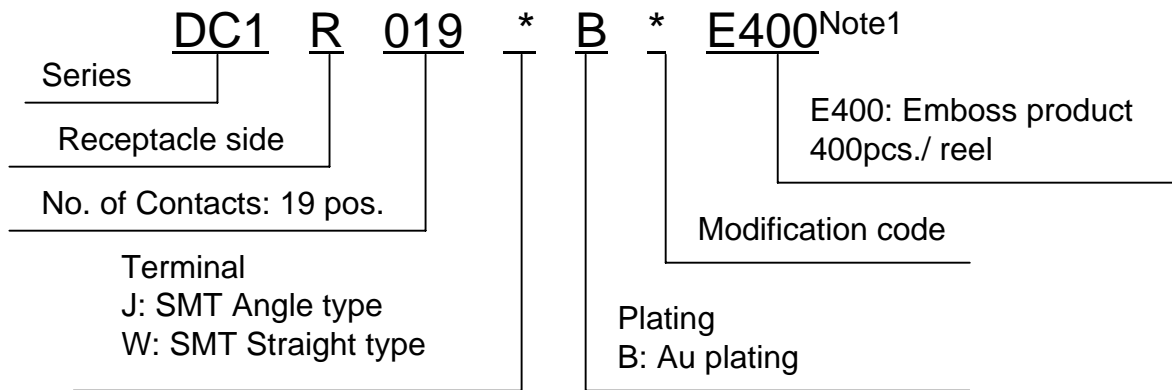 DC1 R 019 * B * E400Note1
Series
E400: Emboss product
400pcs./ reel
Receptacle side
No. of Contacts: 19 pos.
Modification code
Terminal
J: SMT Angle type
W: SMT Straight type
Plating
B: Au plating